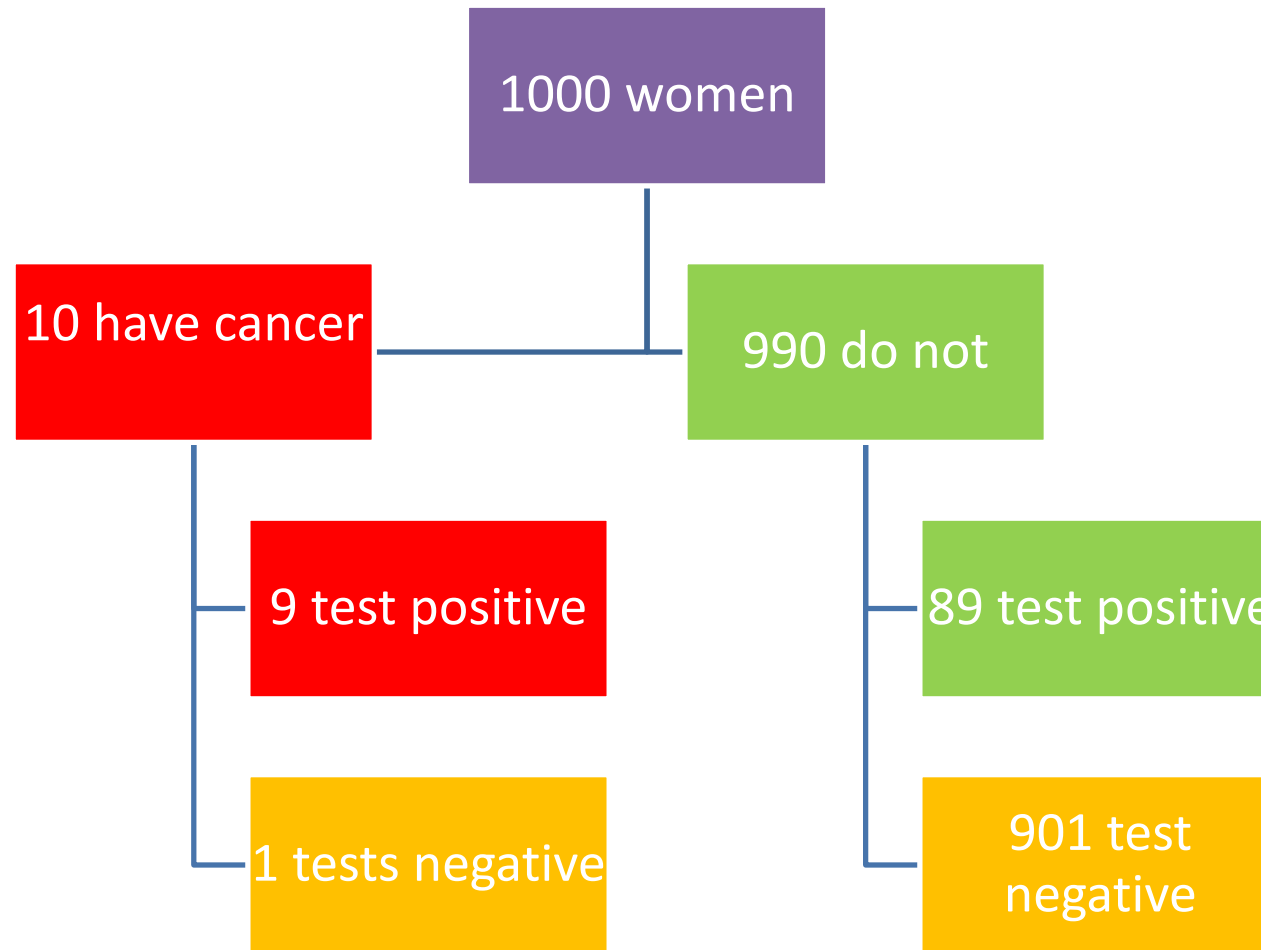 1000 women
10 have cancer
990 do not
9 test positive
89 test positive
1 tests negative
901 test
negative